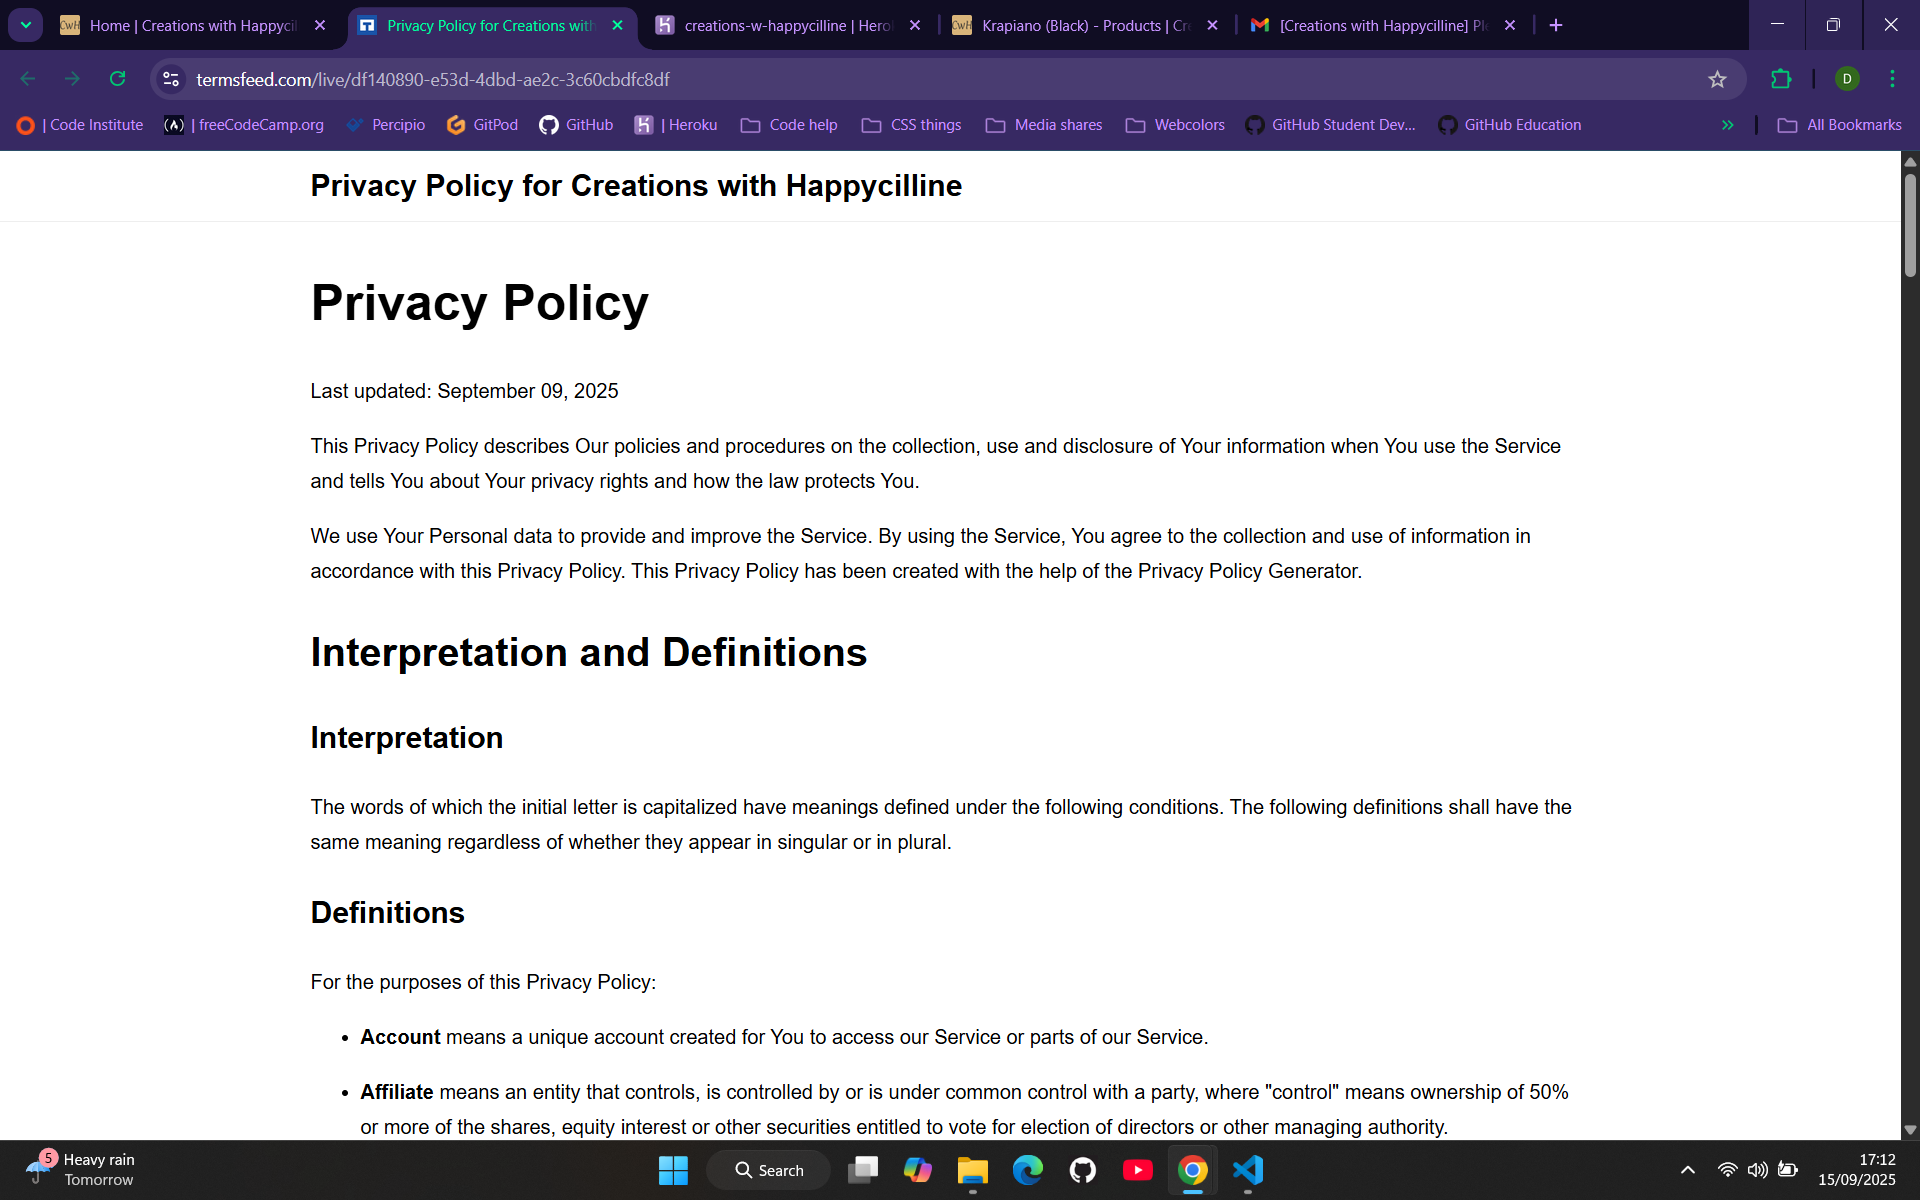 Home | Creations with Happycil
Privacy Policy for Creations with
creations-w-happycilline | Hero
Krapiano (Black) - Products | Cre
[Creations with Happycilline] Ple
termsfeed.com/live/df140890-e53d-4dbd-ae2c-3c60cbdfc8df
D
| Code Institute
| freeCodeCamp.org
Percipio
GitPod
GitHub
| Heroku
Code help
CSS things
Media shares
Webcolors
GitHub Student Dev...
GitHub Education
All Bookmarks
Privacy Policy for Creations with Happycilline
Privacy Policy
Last updated: September 09, 2025
This Privacy Policy describes Our policies and procedures on the collection, use and disclosure of Your information when You use the Service
and tells You about Your privacy rights and how the law protects You.
We use Your Personal data to provide and improve the Service. By using the Service, You agree to the collection and use of information in
accordance with this Privacy Policy. This Privacy Policy has been created with the help of the Privacy Policy Generator.
Interpretation and Definitions
Interpretation
The words of which the initial letter is capitalized have meanings defined under the following conditions. The following definitions shall have the
same meaning regardless of whether they appear in singular or in plural.
Definitions
For the purposes of this Privacy Policy:
• Account means a unique account created for You to access our Service or parts of our Service.
• Affiliate means an entity that controls, is controlled by or is under common control with a party, where "control" means ownership of 50%
or more of the shares, equity interest or other securities entitled to vote for election of directors or other managing authority.
5
Heavy rain
Tomorrow
Search
17:12
15/09/2025